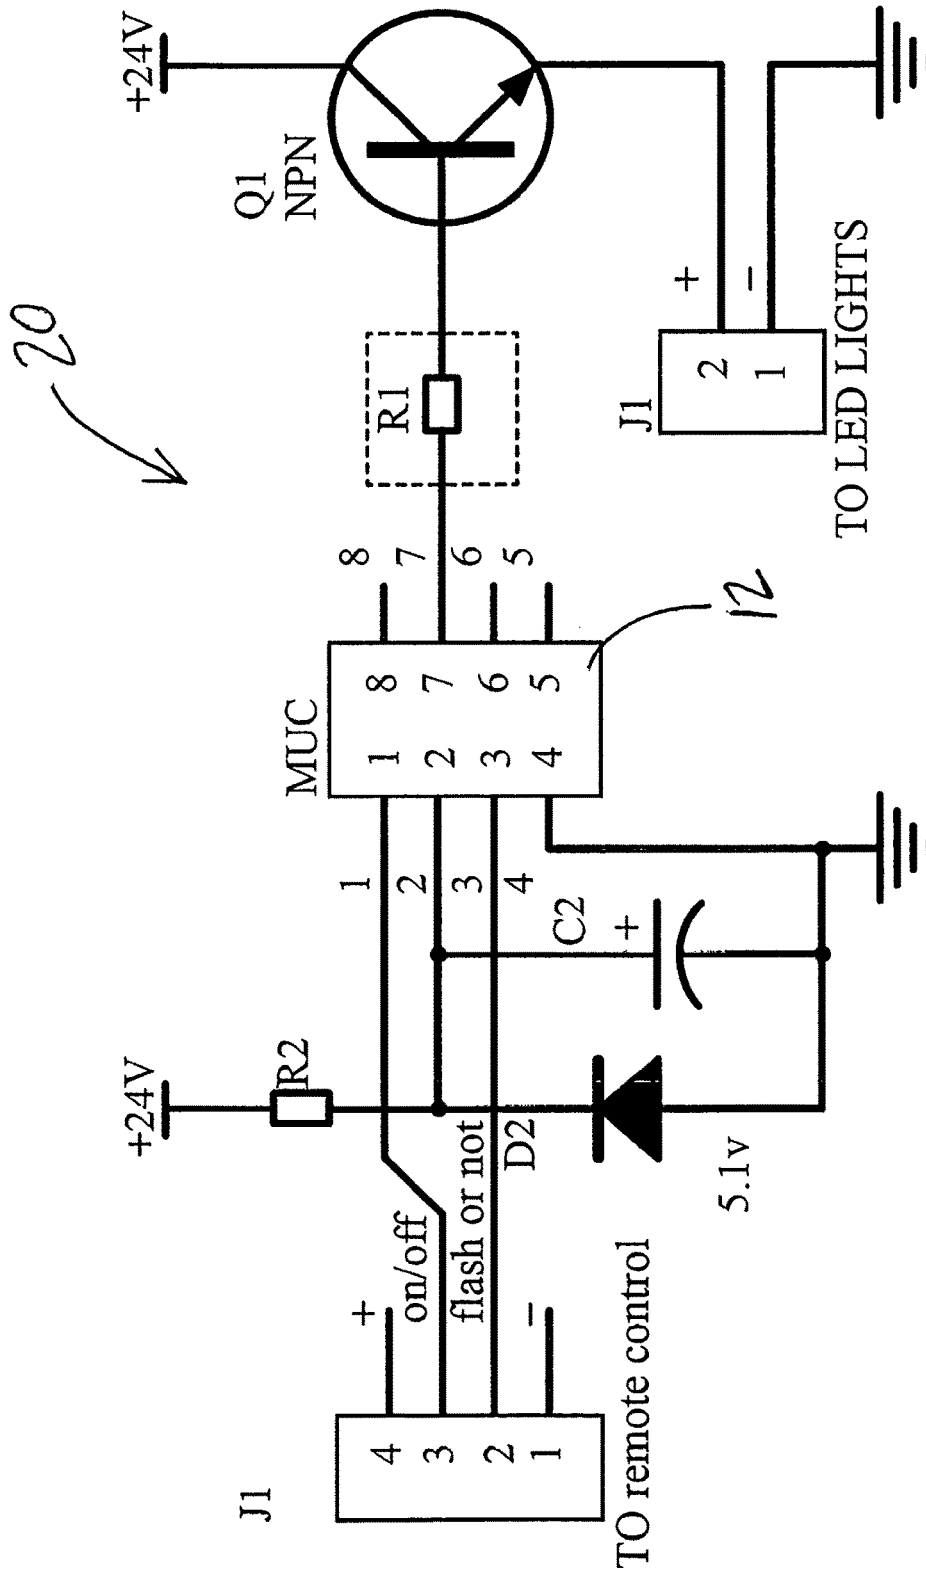 20
+24V
+24V
Q1
NPN
R2
J1
MUC
R1
4 +
3 on/off
2 flash or not
1 −
1
2
3
4
1 8
2 7
3 6
4 5
8
7
6
5
D2
C2
+
5.1v
12
J1
2 +
1 −
TO remote control
TO LED LIGHTS